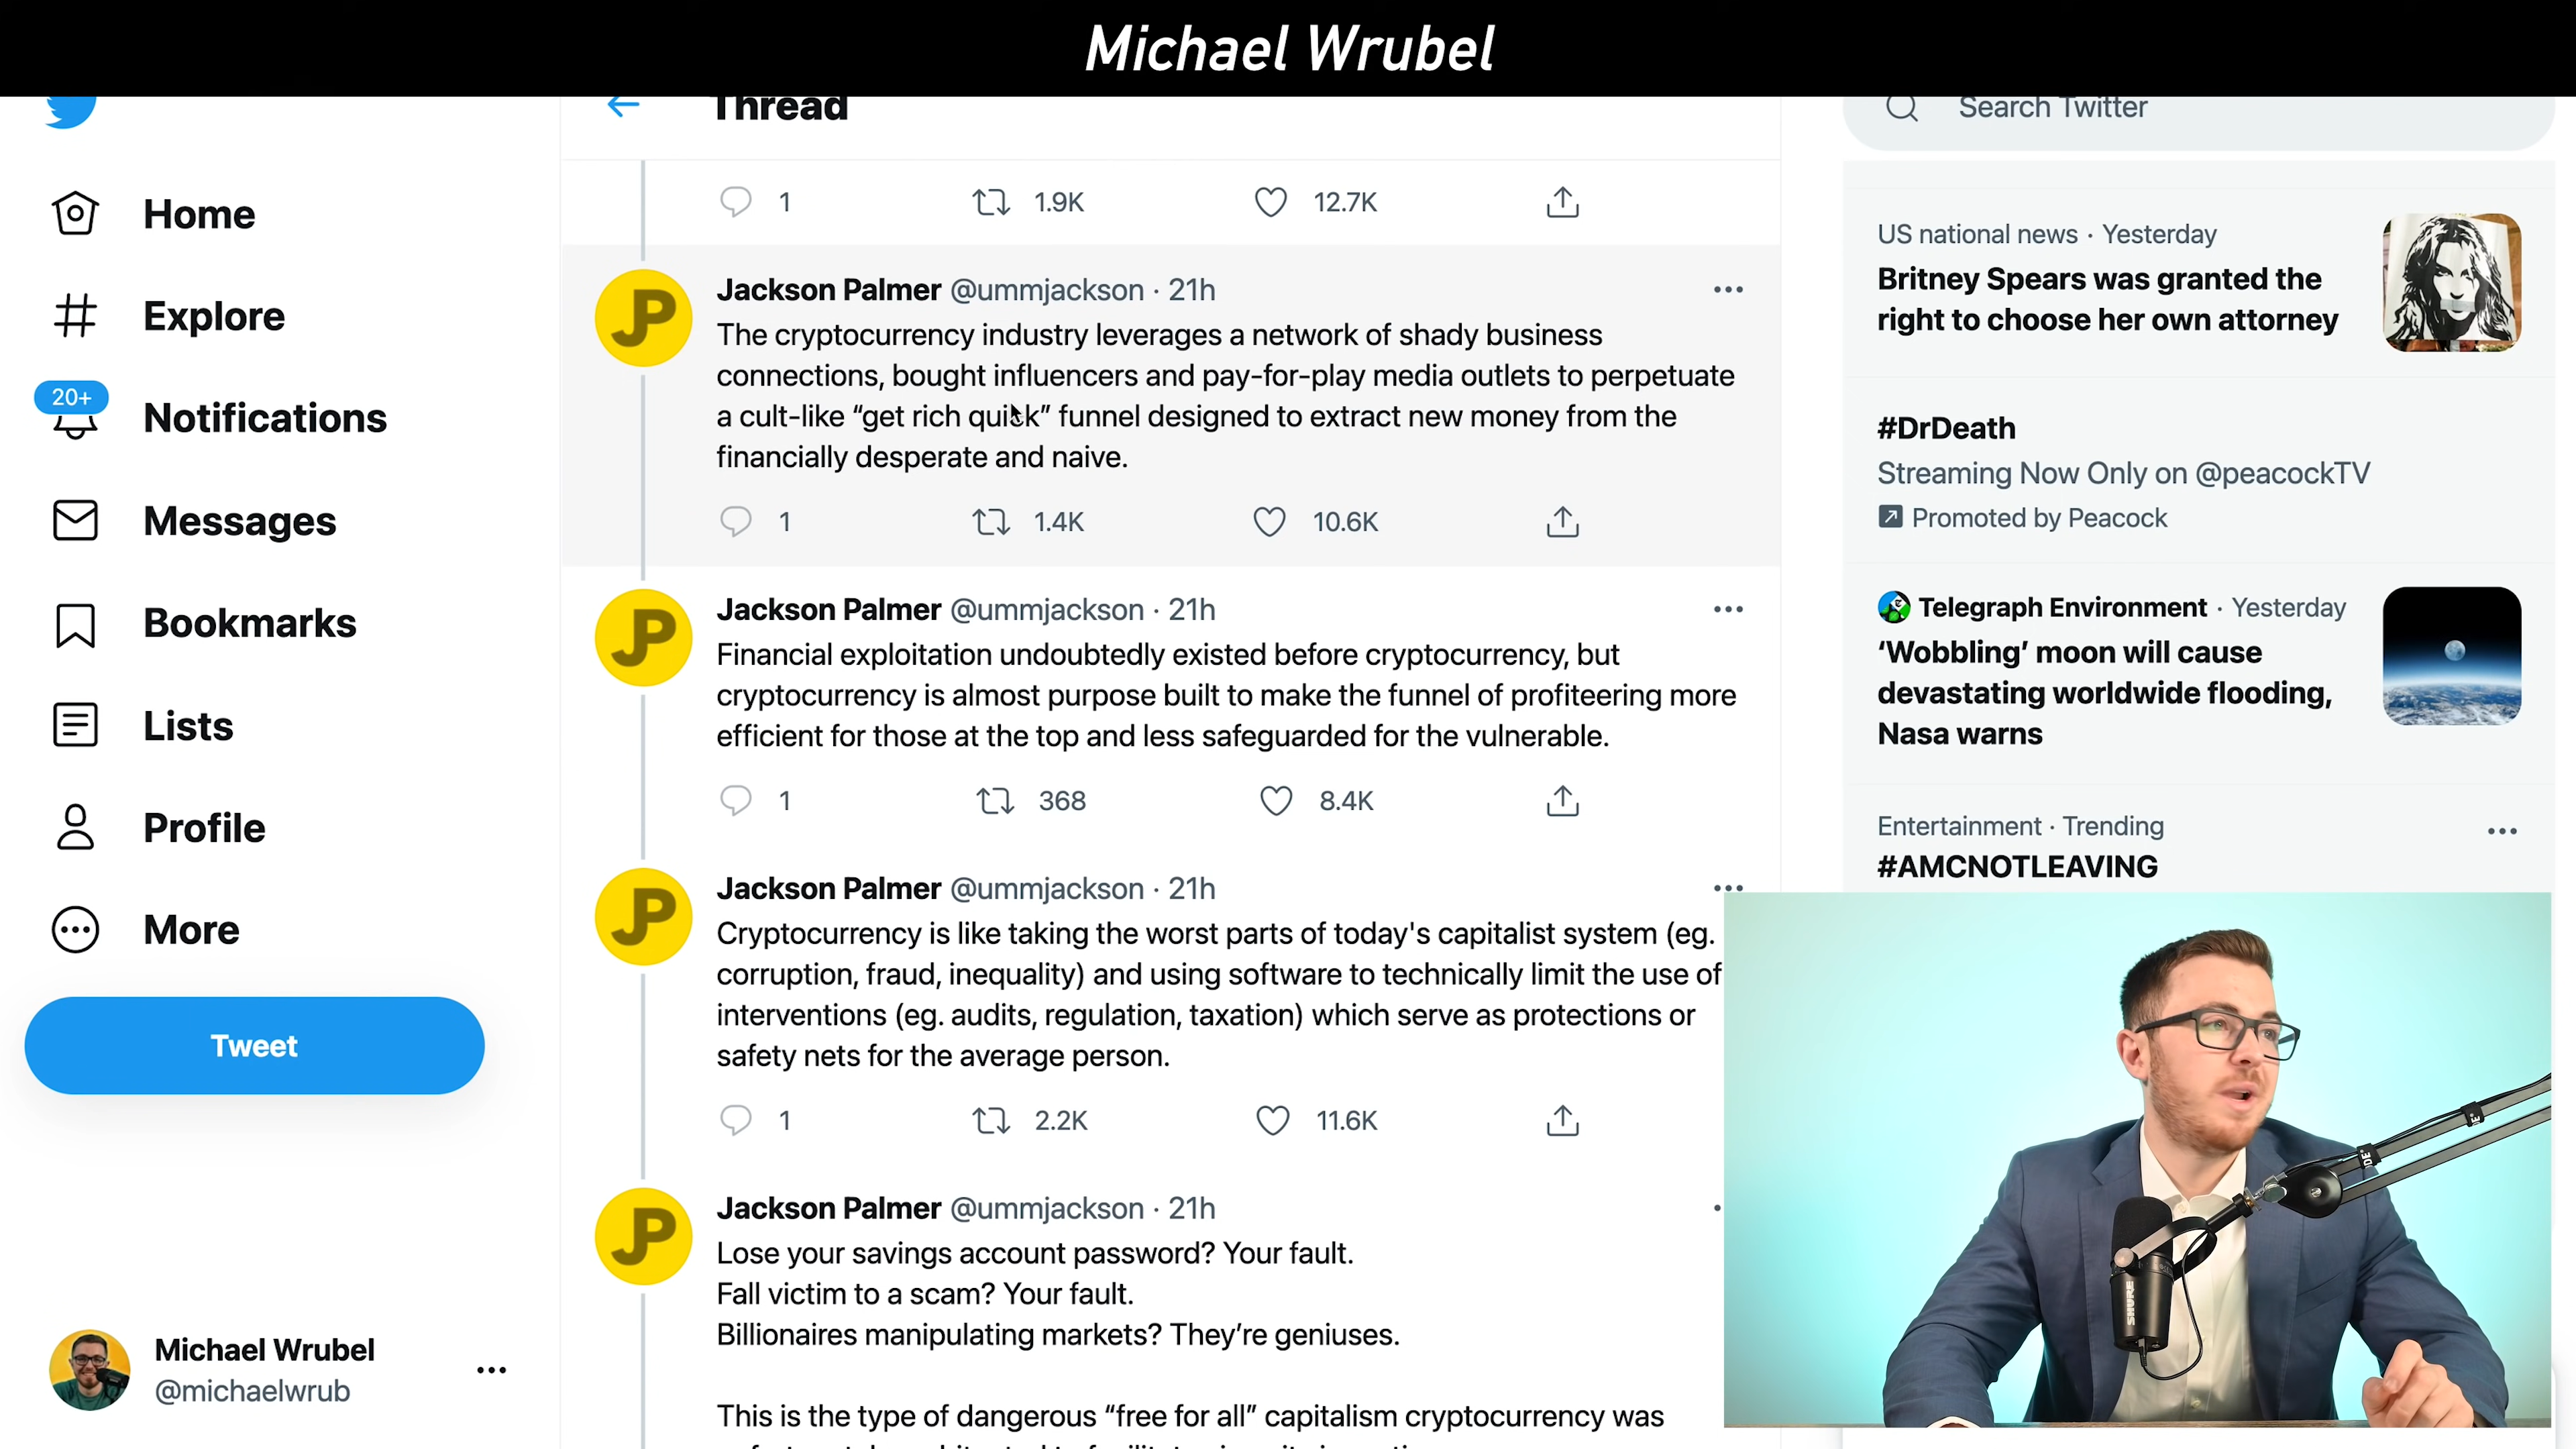 Michael Wrubel
Thread
Search Twitter
Home
Explore
20+
Notifications
Messages
Bookmarks
Lists
Profile
More
Tweet
Michael Wrubel
@michaelwrub
1 1.9K 12.7K
Jackson Palmer @ummjackson · 21h
The cryptocurrency industry leverages a network of shady business
connections, bought influencers and pay-for-play media outlets to perpetuate
a cult-like “get rich quick” funnel designed to extract new money from the
financially desperate and naive.
1 1.4K 10.6K
Jackson Palmer @ummjackson · 21h
Financial exploitation undoubtedly existed before cryptocurrency, but
cryptocurrency is almost purpose built to make the funnel of profiteering more
efficient for those at the top and less safeguarded for the vulnerable.
1 368 8.4K
Jackson Palmer @ummjackson · 21h
Cryptocurrency is like taking the worst parts of today's capitalist system (eg.
corruption, fraud, inequality) and using software to technically limit the use of
interventions (eg. audits, regulation, taxation) which serve as protections or
safety nets for the average person.
1 2.2K 11.6K
Jackson Palmer @ummjackson · 21h
Lose your savings account password? Your fault.
Fall victim to a scam? Your fault.
Billionaires manipulating markets? They’re geniuses.
This is the type of dangerous “free for all” capitalism cryptocurrency was
US national news · Yesterday
Britney Spears was granted the
right to choose her own attorney
#DrDeath
Streaming Now Only on @peacockTV
Promoted by Peacock
Telegraph Environment · Yesterday
‘Wobbling’ moon will cause
devastating worldwide flooding,
Nasa warns
Entertainment · Trending
#AMCNOTLEAVING
SHURE